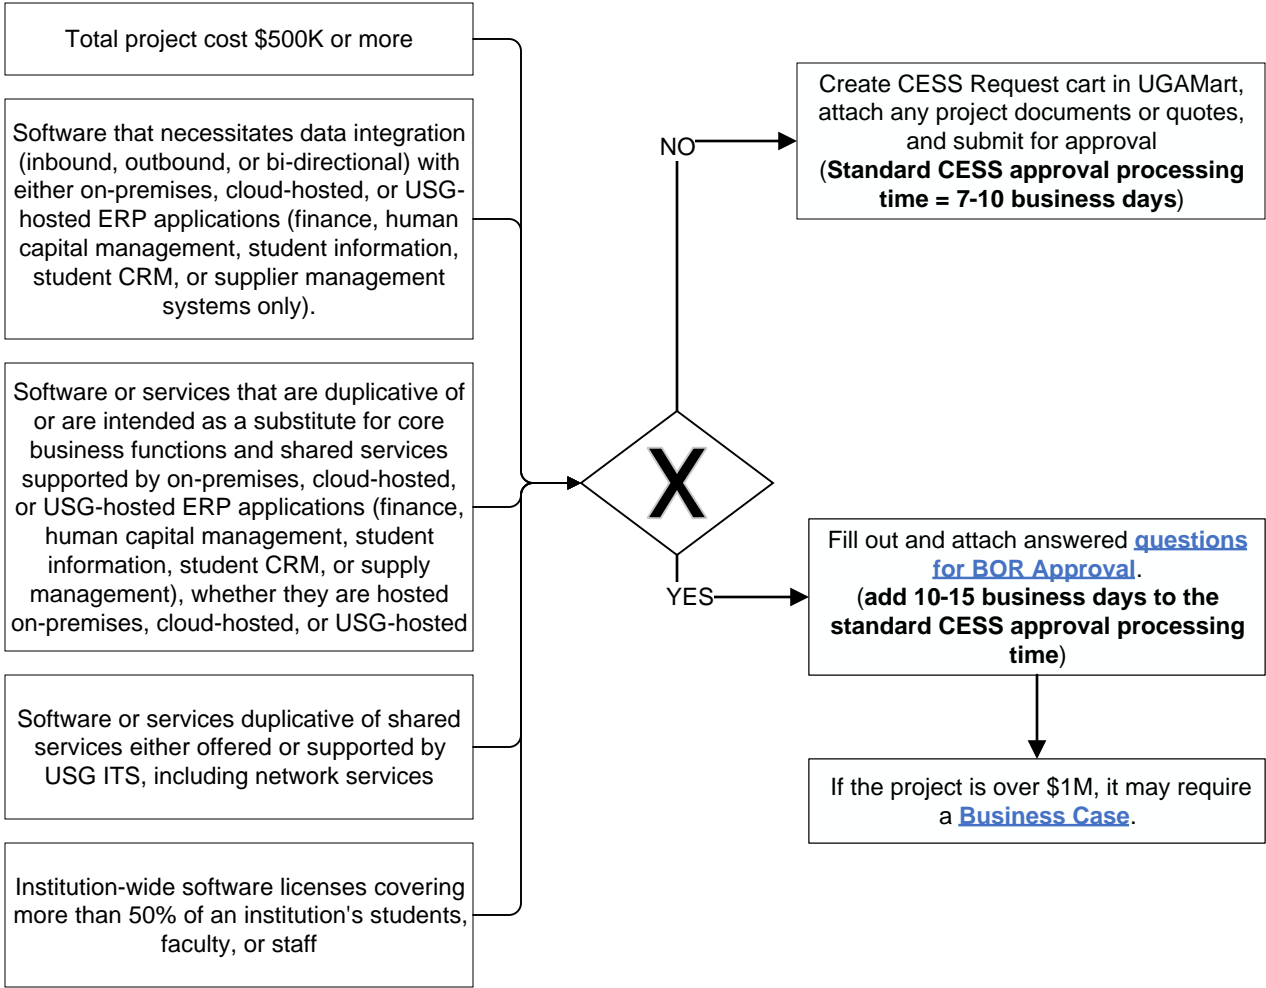 Total project cost $500K or more
Software that necessitates data integration
(inbound, outbound, or bi-directional) with
either on-premises, cloud-hosted, or USG-
hosted ERP applications (finance, human
capital management, student information,
student CRM, or supplier management
systems only).
Software or services that are duplicative of
or are intended as a substitute for core
business functions and shared services
supported by on-premises, cloud-hosted,
or USG-hosted ERP applications (finance,
human capital management, student
information, student CRM, or supply
management), whether they are hosted
on-premises, cloud-hosted, or USG-hosted
Software or services duplicative of shared
services either offered or supported by
USG ITS, including network services
Institution-wide software licenses covering
more than 50% of an institution's students,
faculty, or staff
X
NO
Create CESS Request cart in UGAMart,
attach any project documents or quotes,
and submit for approval
(Standard CESS approval processing
time = 7-10 business days)
YES
Fill out and attach answered questions
for BOR Approval.
(add 10-15 business days to the
standard CESS approval processing
time)
If the project is over $1M, it may require
a Business Case.